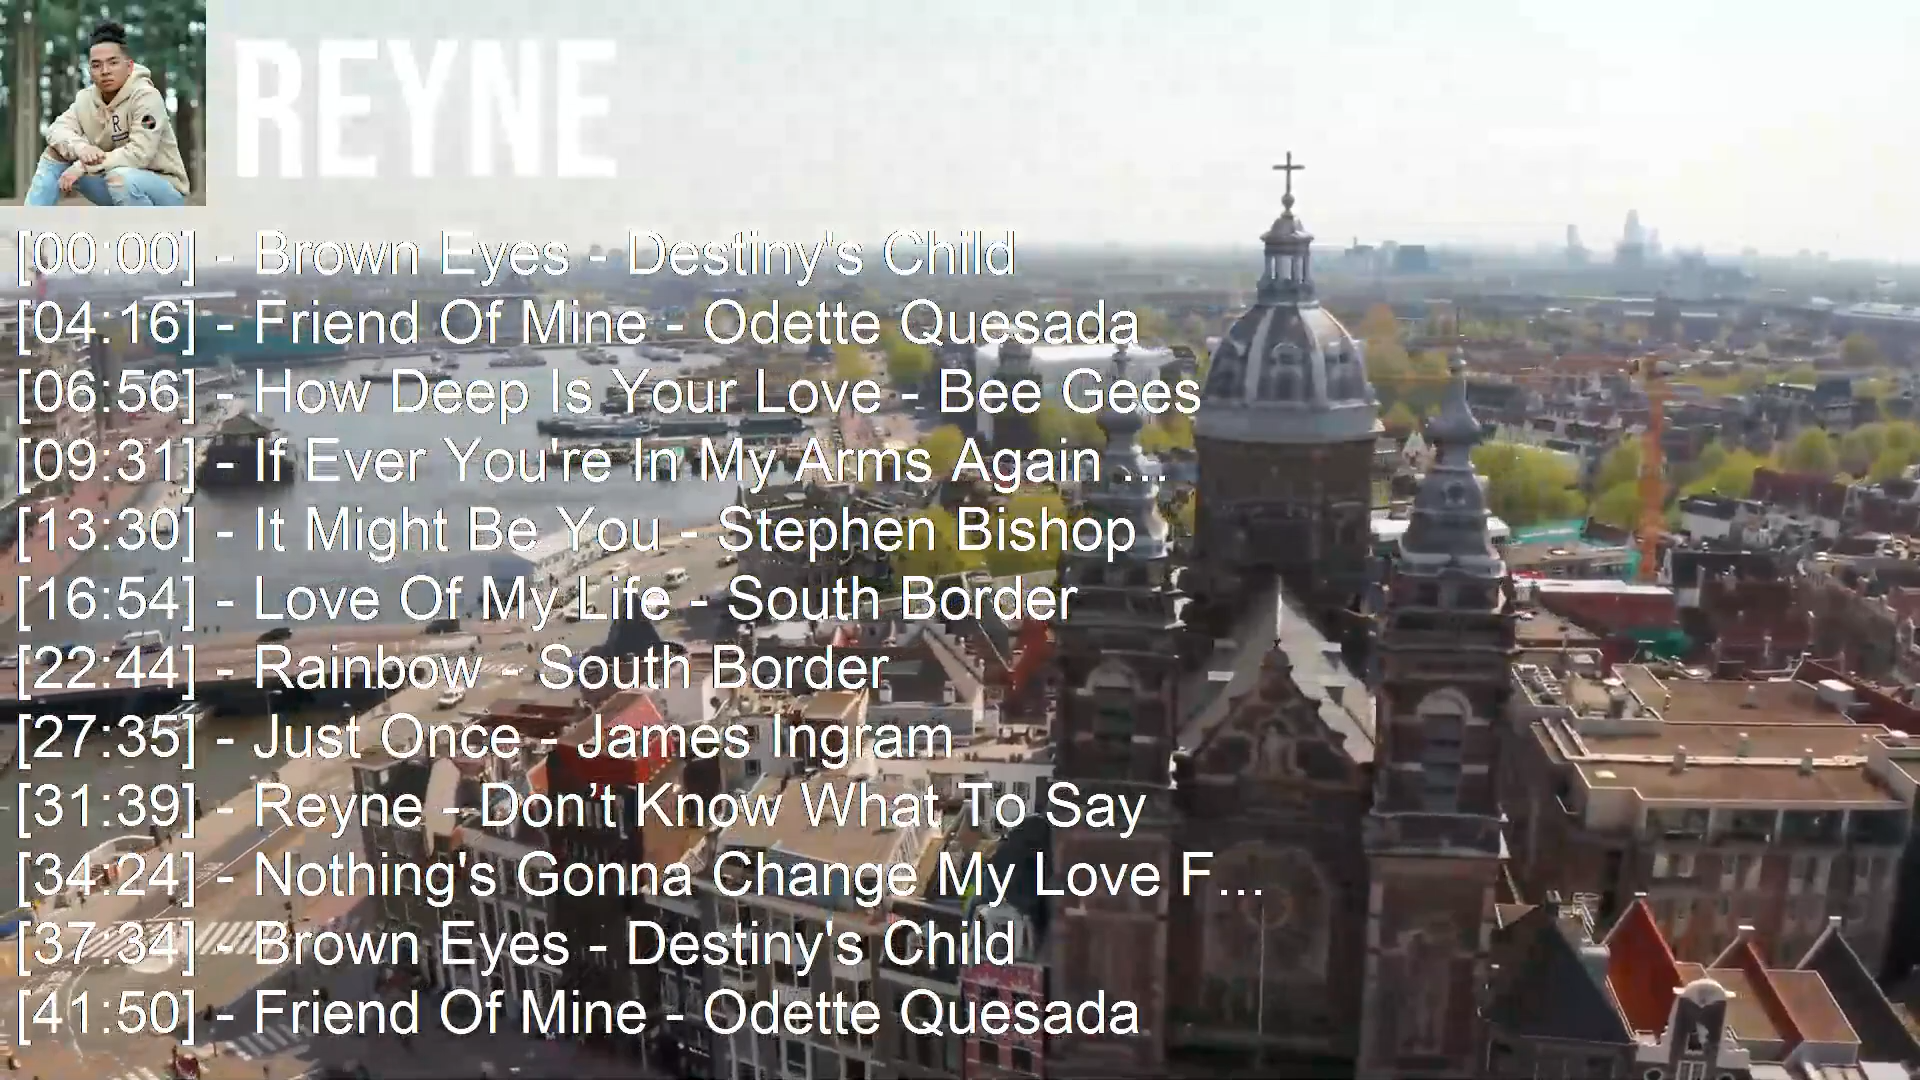 REYNE
R
[00:00] - Brown Eyes - Destiny's Child
[04:16] - Friend Of Mine - Odette Quesada
[06:56] - How Deep Is Your Love - Bee Gees
[09:31] - If Ever You're In My Arms Again ...
[13:30] - It Might Be You - Stephen Bishop
[16:54] - Love Of My Life - South Border
[22:44] - Rainbow - South Border
[27:35] - Just Once - James Ingram
[31:39] - Reyne - Don’t Know What To Say
[34:24] - Nothing's Gonna Change My Love F...
[37:34] - Brown Eyes - Destiny's Child
[41:50] - Friend Of Mine - Odette Quesada